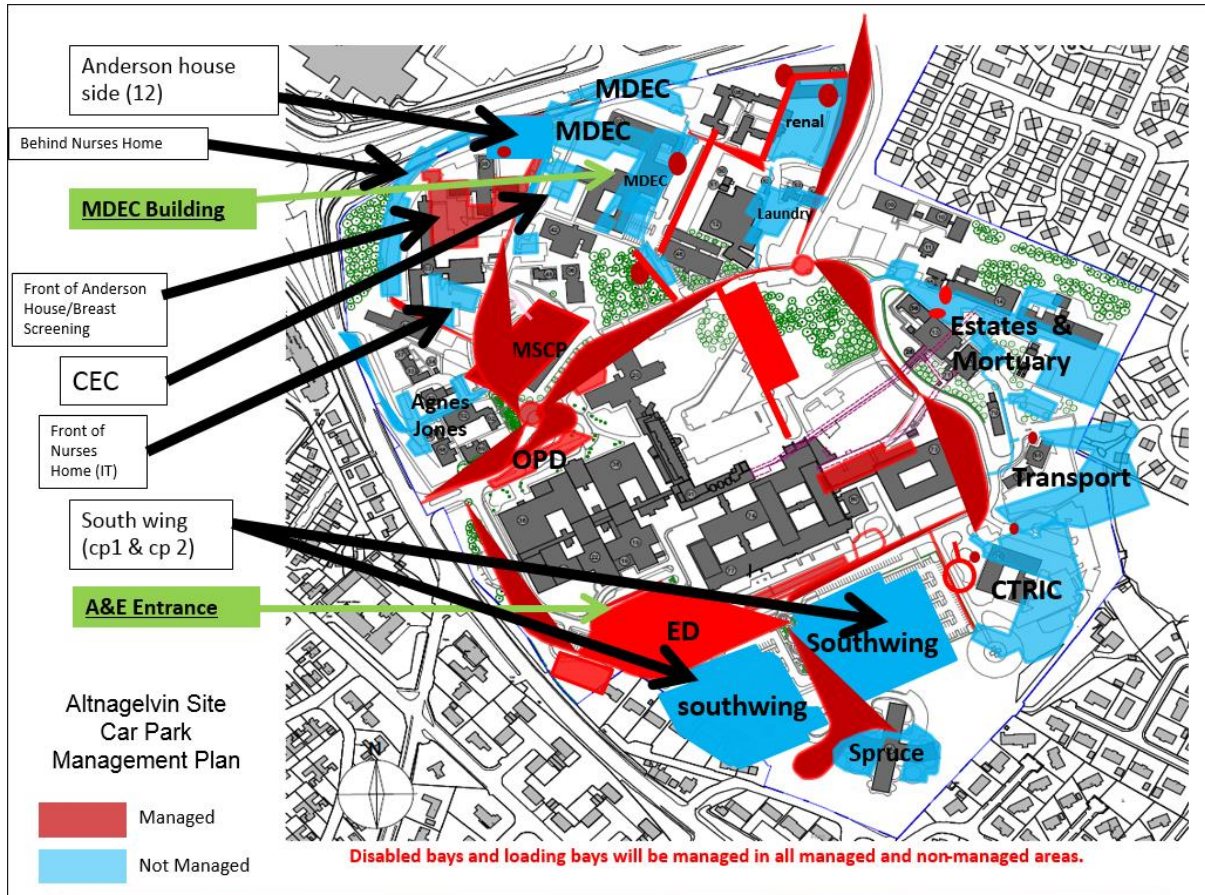 Anderson house
side (12)
Behind Nurses Home
MDEC Building
Front of Anderson
House/Breast
Screening
CEC
Front of
Nurses
Home (IT)
South wing
(cp1 & cp 2)
A&E Entrance
Altnagelvin Site
Car Park
Management Plan
N
Managed
Not Managed
MDEC
MDEC
MDEC
renal
Laundry
MSCP
Agnes
Jones
OPD
Estates &
Mortuary
Transport
CTRIC
ED
Southwing
southwing
Spruce
Disabled bays and loading bays will be managed in all managed and non-managed areas.